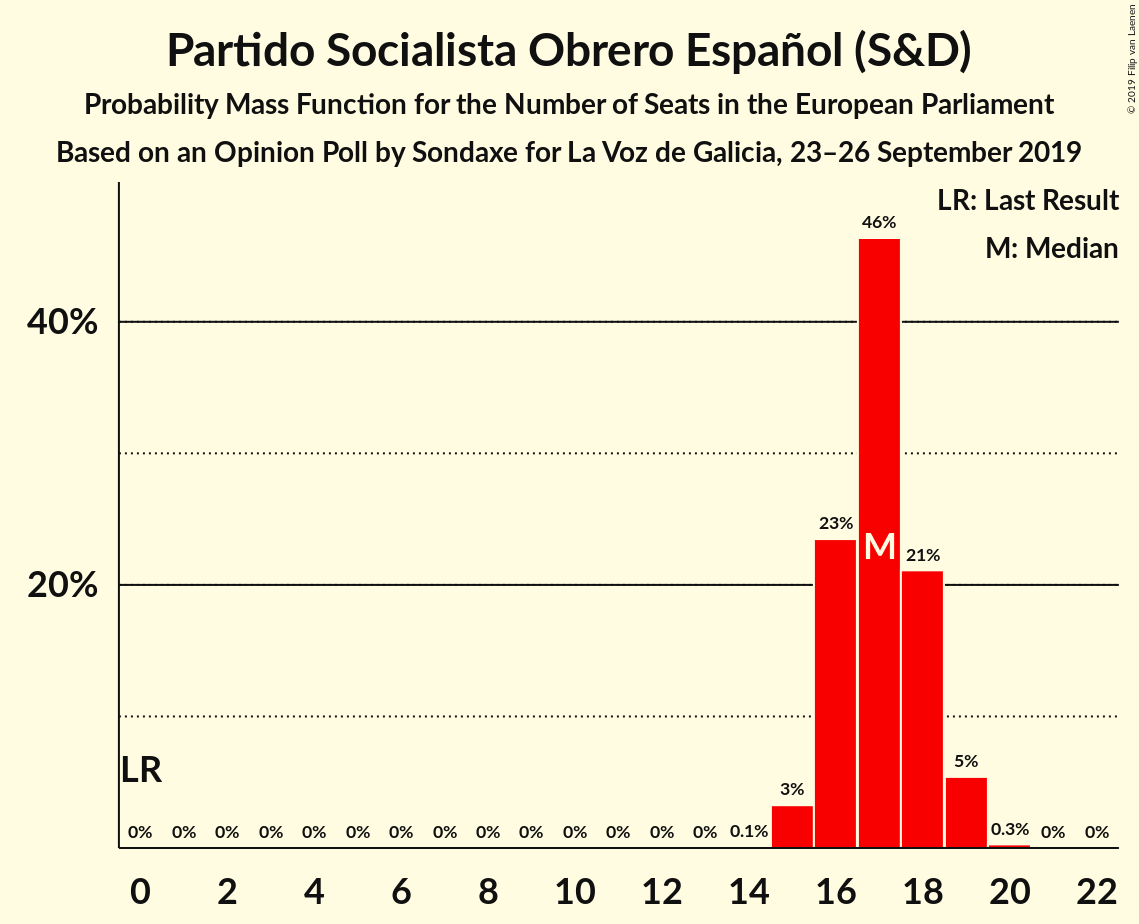 Partido Socialista Obrero Español (S&D)
Probability Mass Function for the Number of Seats in the European Parliament
Based on an Opinion Poll by Sondaxe for La Voz de Galicia, 23–26 September 2019
© 2019 Filip van Laenen
LR: Last Result
M: Median
46%
40%
23%
M
21%
20%
LR
5%
3%
0% 0% 0% 0% 0% 0% 0% 0% 0% 0% 0% 0% 0% 0% 0.1% 0.3% 0% 0%
0 2 4 6 8 10 12 14 16 18 20 22